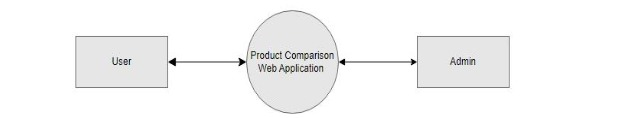 User
Product Comparison
Web Application
Admin